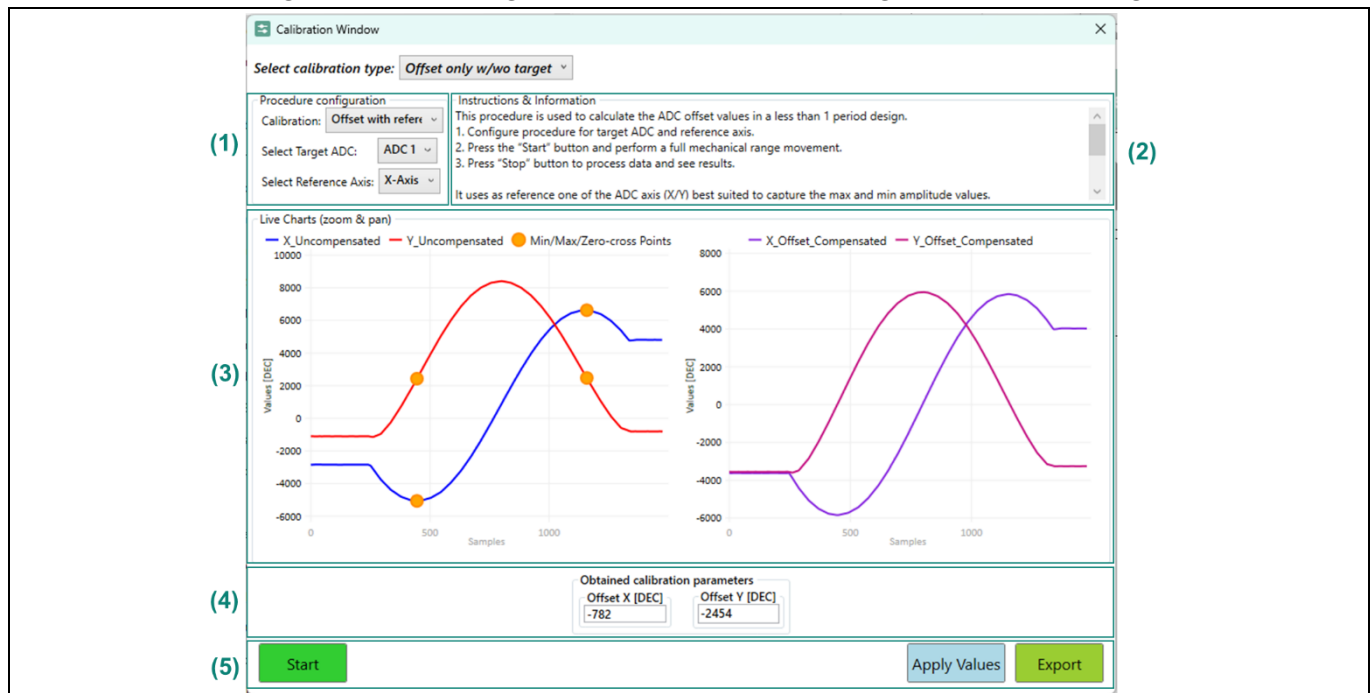 Calibration Window
Select calibration type: Offset only w/wo target
(1)
Procedure configuration
Calibration: Offset with refere
Select Target ADC: ADC 1
Select Reference Axis: X-Axis
Instructions & Information
This procedure is used to calculate the ADC offset values in a less than 1 period design.
1. Configure procedure for target ADC and reference axis.
2. Press the "Start" button and perform a full mechanical range movement.
3. Press "Stop" button to process data and see results.
It uses as reference one of the ADC axis (X/Y) best suited to capture the max and min amplitude values.
(2)
(3)
Live Charts (zoom & pan)
X_Uncompensated Y_Uncompensated Min/Max/Zero-cross Points
10000
8000
6000
4000
2000
0
-2000
-4000
-6000
Values [DEC]
0 500 1000
Samples
X_Offset_Compensated Y_Offset_Compensated
8000
6000
4000
2000
0
-2000
-4000
-6000
Values [DEC]
0 500 1000
Samples
(4)
Obtained calibration parameters
Offset X [DEC] Offset Y [DEC]
-782 -2454
(5)
Start Apply Values Export